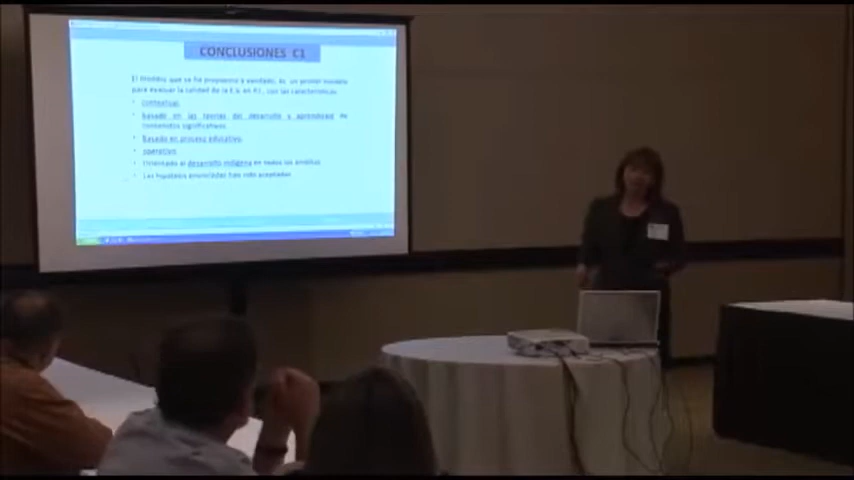 CONCLUSIONES C1
El modelo que se ha propuesto y validado, es un primer modelo
para evaluar la calidad de la E.B. en P.I., con las características:
• contextual
• basado en las teorías del desarrollo y aprendizaje de
contenidos significativos.
• Basado en proceso educativo
• operativo
• Orientado al desarrollo indígena en todos los ámbitos
• Las hipótesis enunciadas han sido aceptadas